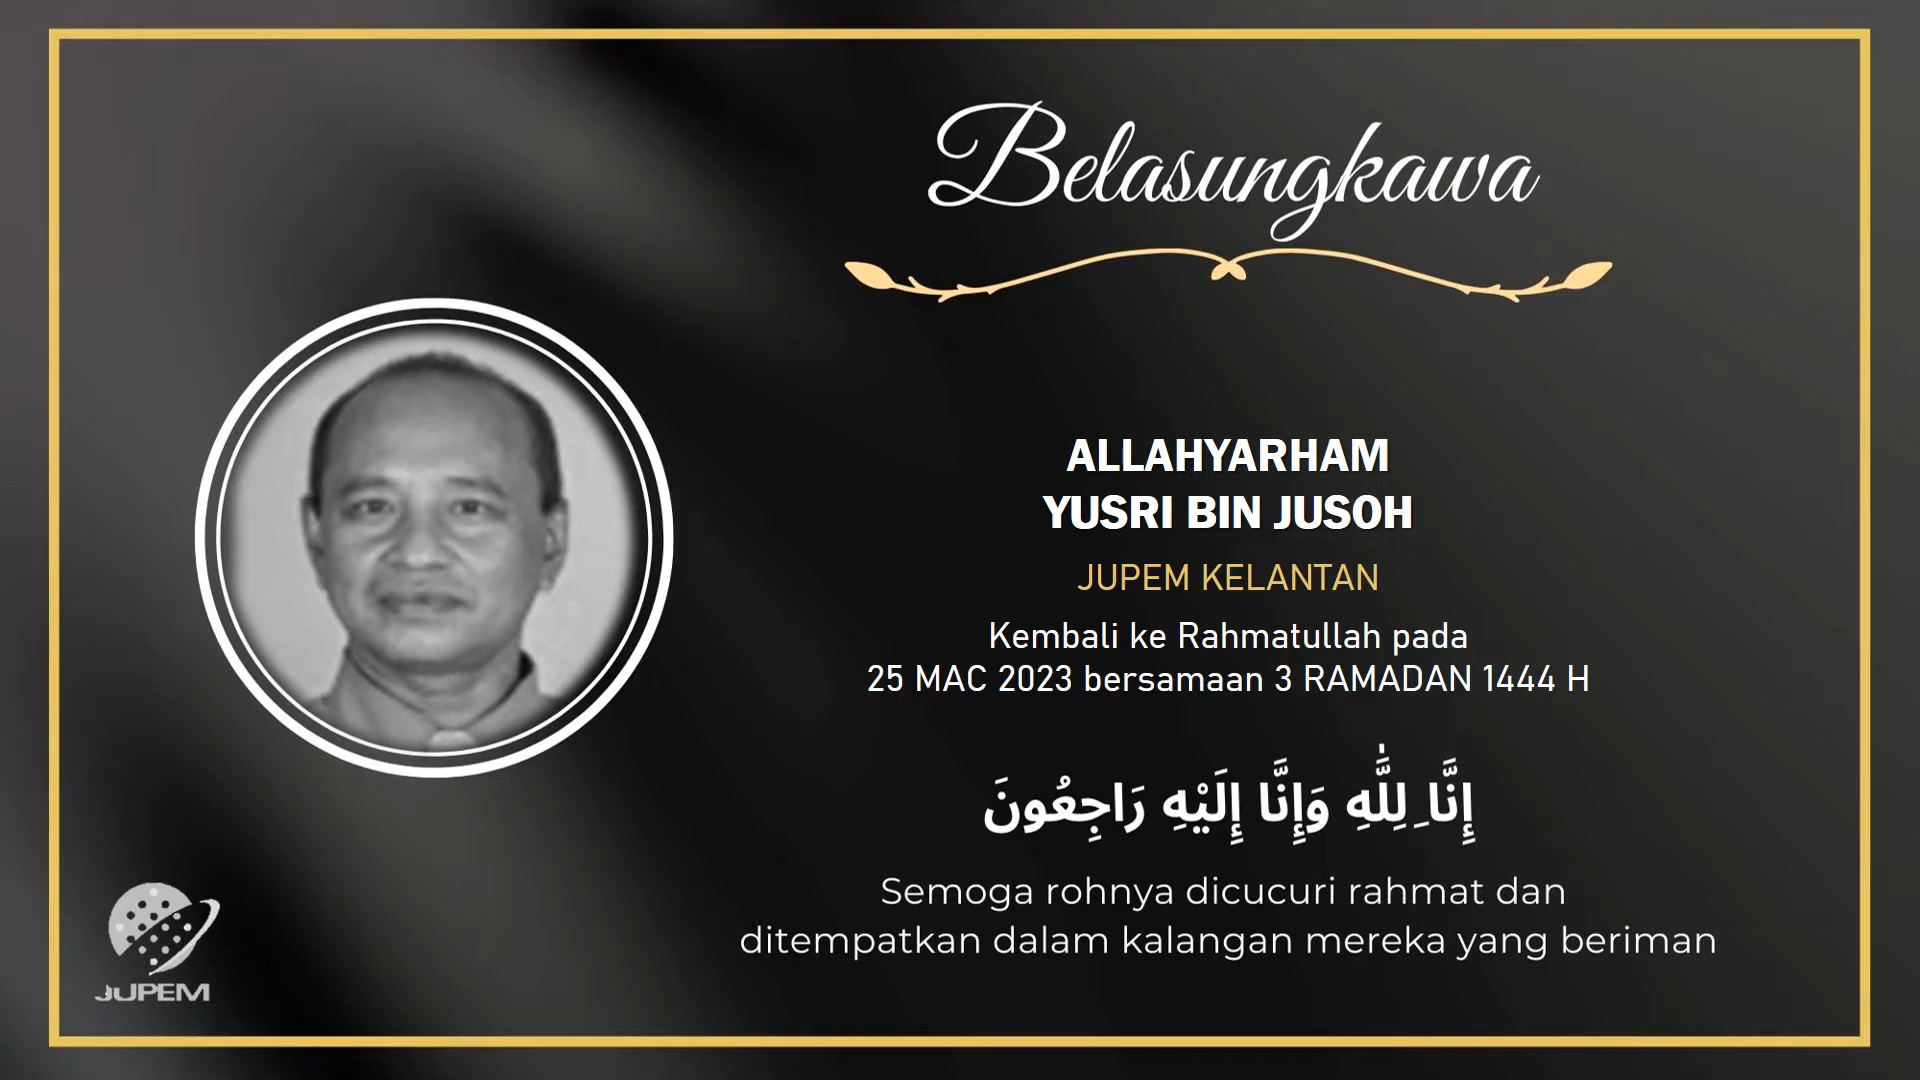 Belasungkawa
ALLAHYARHAM
YUSRI BIN JUSOH
JUPEM KELANTAN
Kembali ke Rahmatullah pada
25 MAC 2023 bersamaan 3 RAMADAN 1444 H
إِنَّا ِلِلَّٰهِ وَإِنَّا إِلَيْهِ رَاجِعُونَ
Semoga rohnya dicucuri rahmat dan
ditempatkan dalam kalangan mereka yang beriman
JUPEM